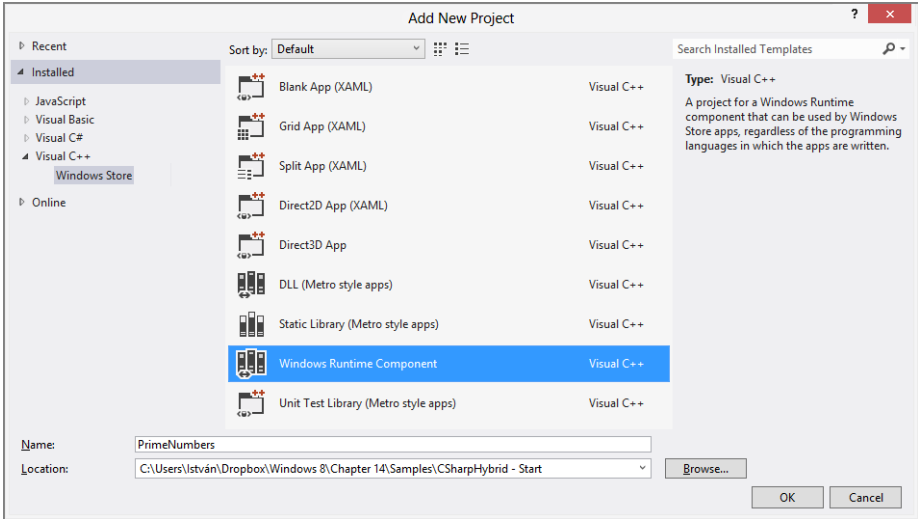 Add New Project
?
Recent
Installed
JavaScript
Visual Basic
Visual C#
Visual C++
Windows Store
Online
Sort by: Default
Blank App (XAML) Visual C++
Grid App (XAML) Visual C++
Split App (XAML) Visual C++
Direct2D App (XAML) Visual C++
Direct3D App Visual C++
DLL (Metro style apps) Visual C++
Static Library (Metro style apps) Visual C++
Windows Runtime Component Visual C++
Unit Test Library (Metro style apps) Visual C++
Search Installed Templates
Type: Visual C++
A project for a Windows Runtime
component that can be used by Windows
Store apps, regardless of the programming
languages in which the apps are written.
Name: PrimeNumbers
Location: C:\Users\István\Dropbox\Windows 8\Chapter 14\Samples\CSharpHybrid - Start
Browse...
OK Cancel